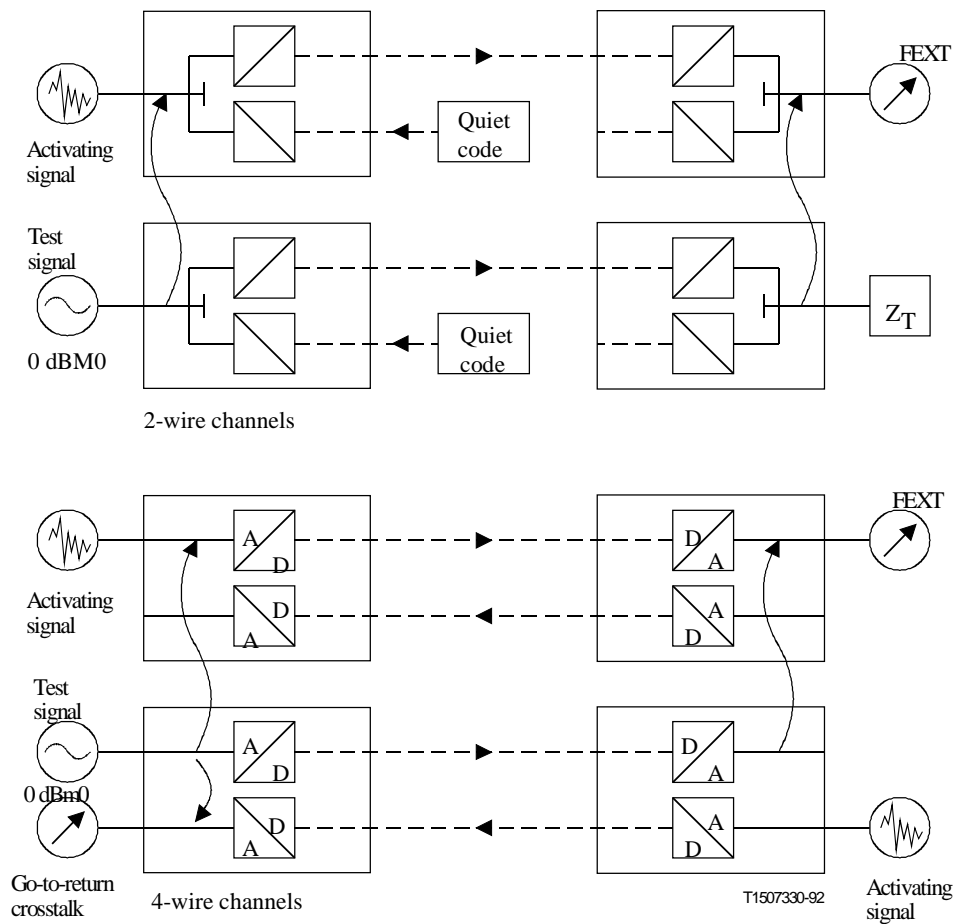 FEXT
Activating
signal
Quiet
code
Test
signal
0 dBM0
Quiet
code
Z_T
2-wire channels
FEXT
A
D
D
A
Activating
signal
D
A
A
D
Test
signal
A
D
D
A
0 dBm0
D
A
A
D
Go-to-return
crosstalk
4-wire channels
T1507330-92
Activating
signal